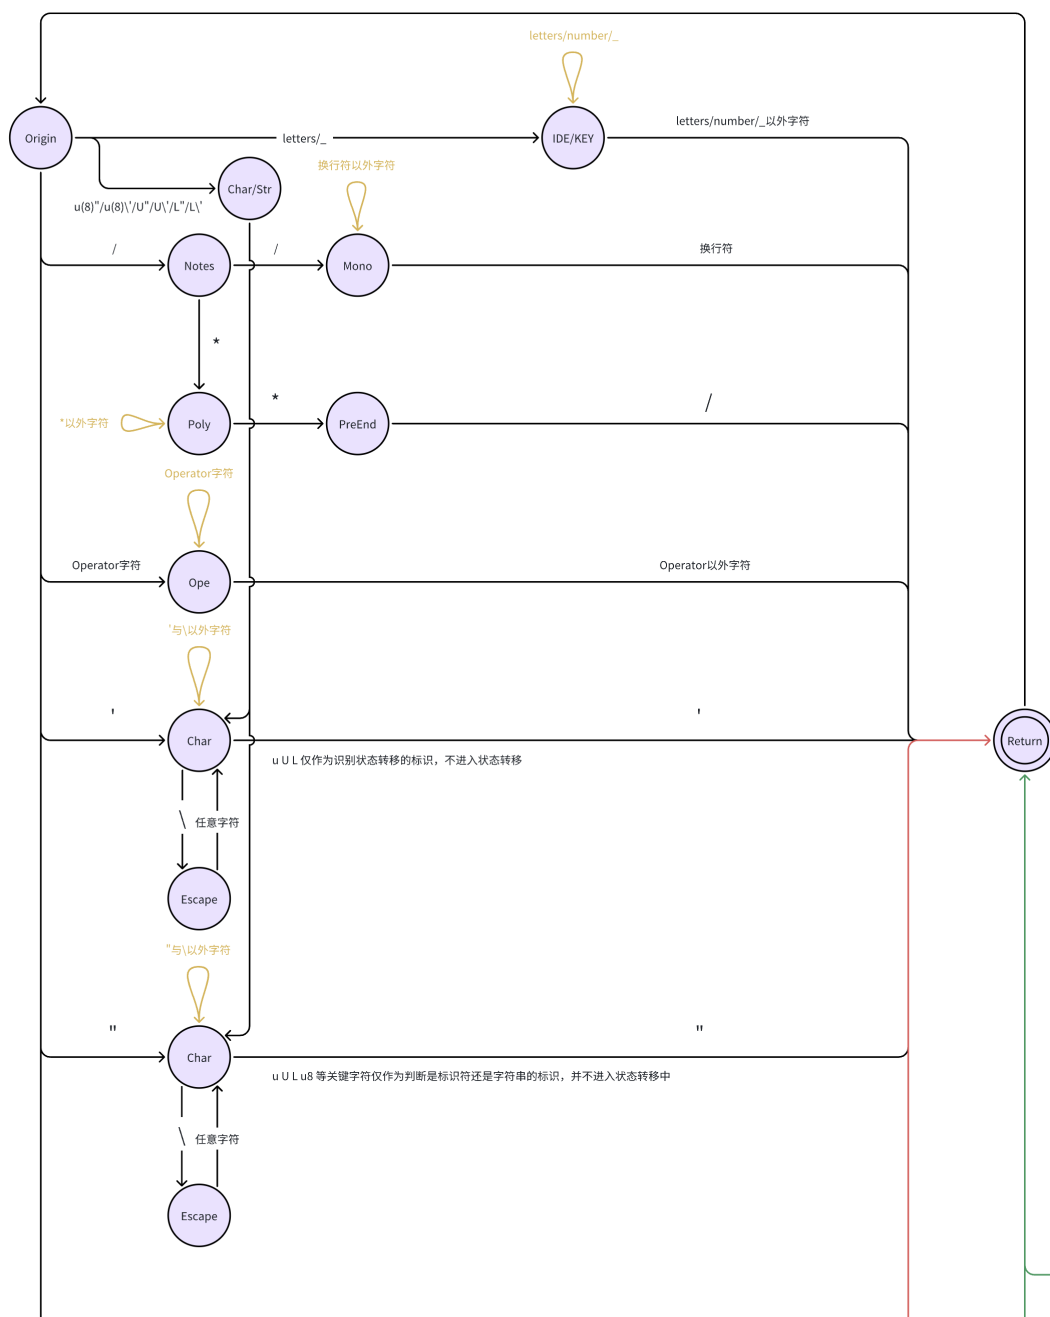 letters/number/_
letters/number/_以外字符
Origin
letters/_
IDE/KEY
换行符以外字符
Char/Str
u(8)"/u(8)\'/U"/U\'/L"/L\'
/
/
换行符
Notes
Mono
*
*
/
*以外字符
Poly
PreEnd
Operator字符
Operator字符
Operator以外字符
Ope
'与\以外字符
'
'
Char
Return
u U L 仅作为识别状态转移的标识，不进入状态转移
\
任意字符
Escape
"与\以外字符
"
"
Char
u U L u8 等关键字符仅作为判断是标识符还是字符串的标识，并不进入状态转移中
\
任意字符
Escape